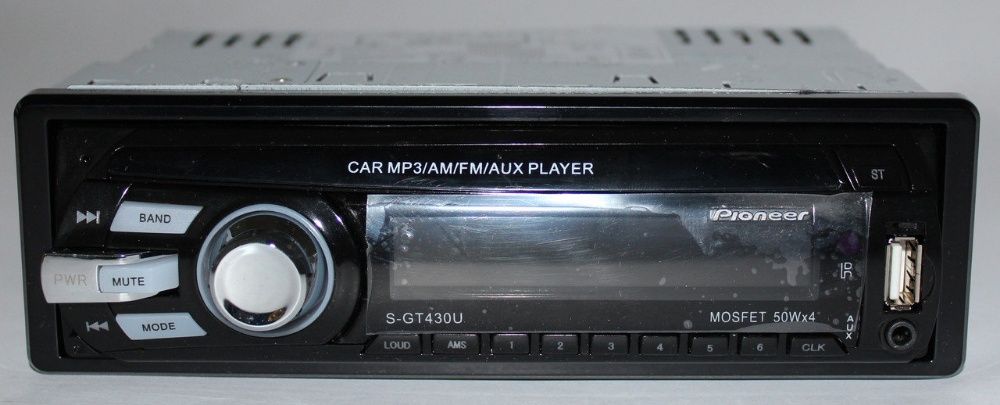 CAR MP3/AM/FM/AUX PLAYER
ST
BAND
Pioneer
PWR
MUTE
IR
MODE
S-GT430U
MOSFET 50Wx4
AUX
LOUD
AMS
1
2
3
4
5
6
CLK